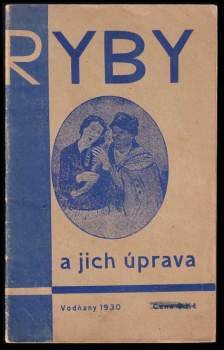 RYBY
a jich úprava
Vodňany 1930
Cena